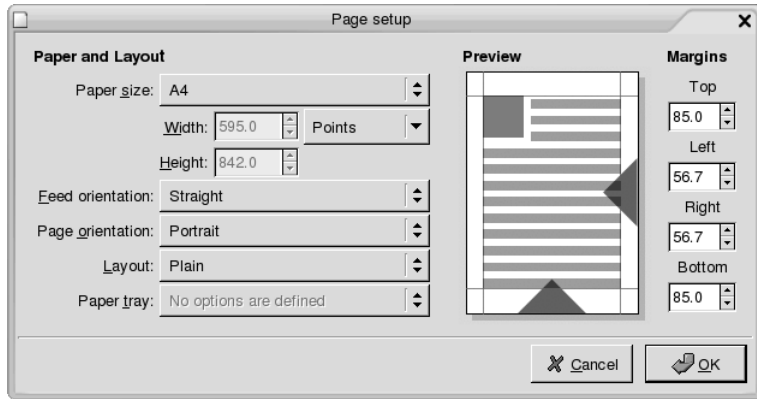 Page setup
Paper and Layout
Paper size: A4
Width: 595.0 Points
Height: 842.0
Feed orientation: Straight
Page orientation: Portrait
Layout: Plain
Paper tray: No options are defined
Preview
Margins
Top
85.0
Left
56.7
Right
56.7
Bottom
85.0
Cancel OK